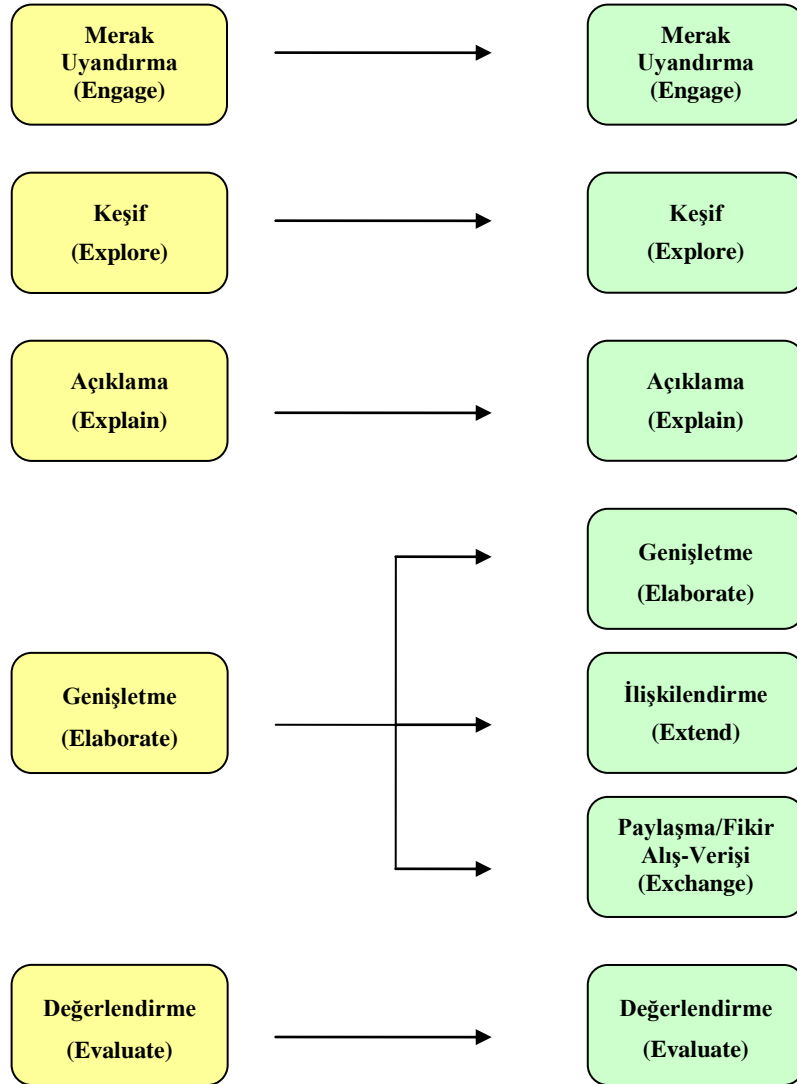 Merak
Uyandırma
(Engage)
Merak
Uyandırma
(Engage)
Keşif
(Explore)
Keşif
(Explore)
Açıklama
(Explain)
Açıklama
(Explain)
Genişletme
(Elaborate)
Genişletme
(Elaborate)
İlişkilendirme
(Extend)
Paylaşma/Fikir
Alış-Verişi
(Exchange)
Değerlendirme
(Evaluate)
Değerlendirme
(Evaluate)